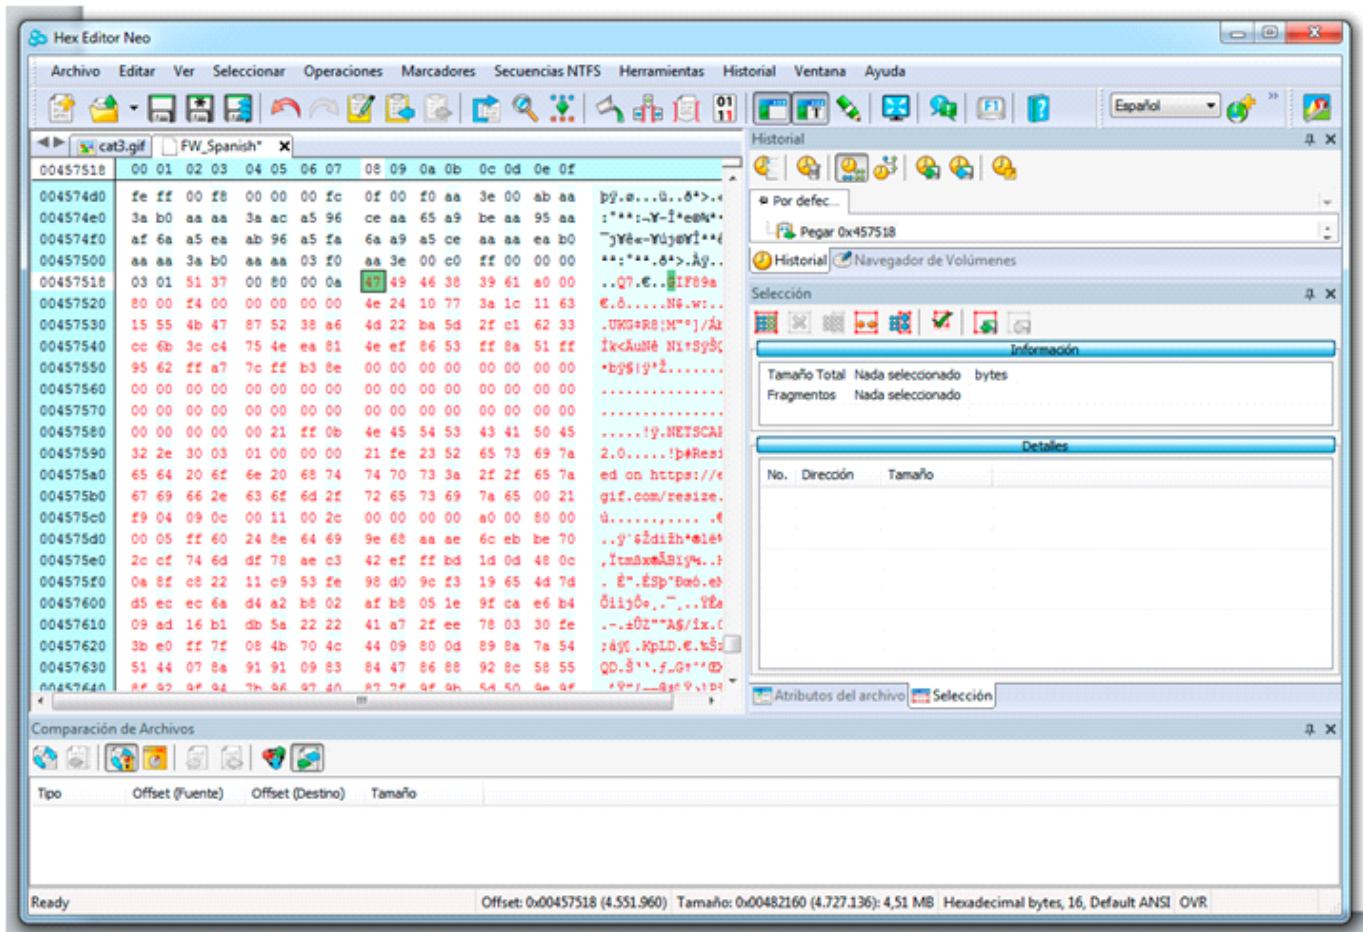 Hex Editor Neo
Archivo Editar Ver Seleccionar Operaciones Marcadores Secuencias NTFS Herramientas Historial Ventana Ayuda
01
11
F1
Español
cat3.gif FW_Spanish*
00457518 00 01 02 03 04 05 06 07 08 09 0a 0b 0c 0d 0e 0f
004574d0 fe ff 00 f8 00 00 00 fc 0f 00 f0 aa 3e 00 ab aa
004574e0 3a b0 aa aa 3a ac a5 96 ce aa 65 a9 be aa 95 aa
004574f0 af 6a a5 ea ab 96 a5 fa 6a a9 a5 ce aa aa ea b0
00457500 aa aa 3a b0 aa aa 03 f0 aa 3e 00 c0 ff 00 00 00
00457518 03 01 51 37 00 80 00 0a 47 49 46 38 39 61 a0 00 ..Q7.€..GIF89a
00457520 80 00 f4 00 00 00 00 00 4e 24 10 77 3a 1c 11 63
00457530 15 55 4b 47 87 52 38 a6 4d 22 ba 5d 2f c1 62 33
00457540 cc 6b 3c c4 75 4e ea 81 4e ef 86 53 ff 8a 51 ff
00457550 95 62 ff a7 7c ff b3 8e 00 00 00 00 00 00 00 00
00457560 00 00 00 00 00 00 00 00 00 00 00 00 00 00 00 00 ..............
00457570 00 00 00 00 00 00 00 00 00 00 00 00 00 00 00 00 ..............
00457580 00 00 00 00 00 21 ff 0b 4e 45 54 53 43 41 50 45 .....!ÿ.NETSCAP
00457590 32 2e 30 03 01 00 00 00 21 fe 23 52 65 73 69 7a 2.0.....!þ#Resi
004575a0 65 64 20 6f 6e 20 68 74 74 70 73 3a 2f 2f 65 7a ed on https://e
004575b0 67 69 66 2e 63 6f 6d 2f 72 65 73 69 7a 65 00 21 gif.com/resize.
004575c0 f9 04 09 0c 00 11 00 2c 00 00 00 00 a0 00 80 00
004575d0 00 05 ff 60 24 8e 64 69 9e 68 aa ae 6c eb be 70
004575e0 2c cf 74 6d df 78 ae c3 42 ef ff bd 1d 0d 48 0c
004575f0 0a 8f c8 22 11 c9 53 fe 98 d0 9c f3 19 65 4d 7d
00457600 d5 ec ec 6a d4 a2 b8 02 af b8 05 1e 9f ca e6 b4
00457610 09 ad 16 b1 db 5a 22 22 41 a7 2f ee 78 03 30 fe
00457620 3b e0 ff 7f 08 4b 70 4c 44 09 80 0d 89 8a 7a 54
00457630 51 44 07 8a 91 91 09 83 84 47 86 88 92 8c 58 55
00457640 8f 92 9f 94 7b 96 97 40 87 7f 9f 9b 5d 50 9e 9f
Historial
Por defec...
Pegar 0x457518
Historial Navegador de Volúmenes
Selección
Información
Tamaño Total Nada seleccionado bytes
Fragmentos Nada seleccionado
Detalles
No. Dirección Tamaño
Atributos del archivo Selección
Comparación de Archivos
Tipo Offset (Fuente) Offset (Destino) Tamaño
Ready Offset: 0x00457518 (4.551.960) Tamaño: 0x00482160 (4.727.136): 4,51 MB Hexadecimal bytes, 16, Default ANSI OVR